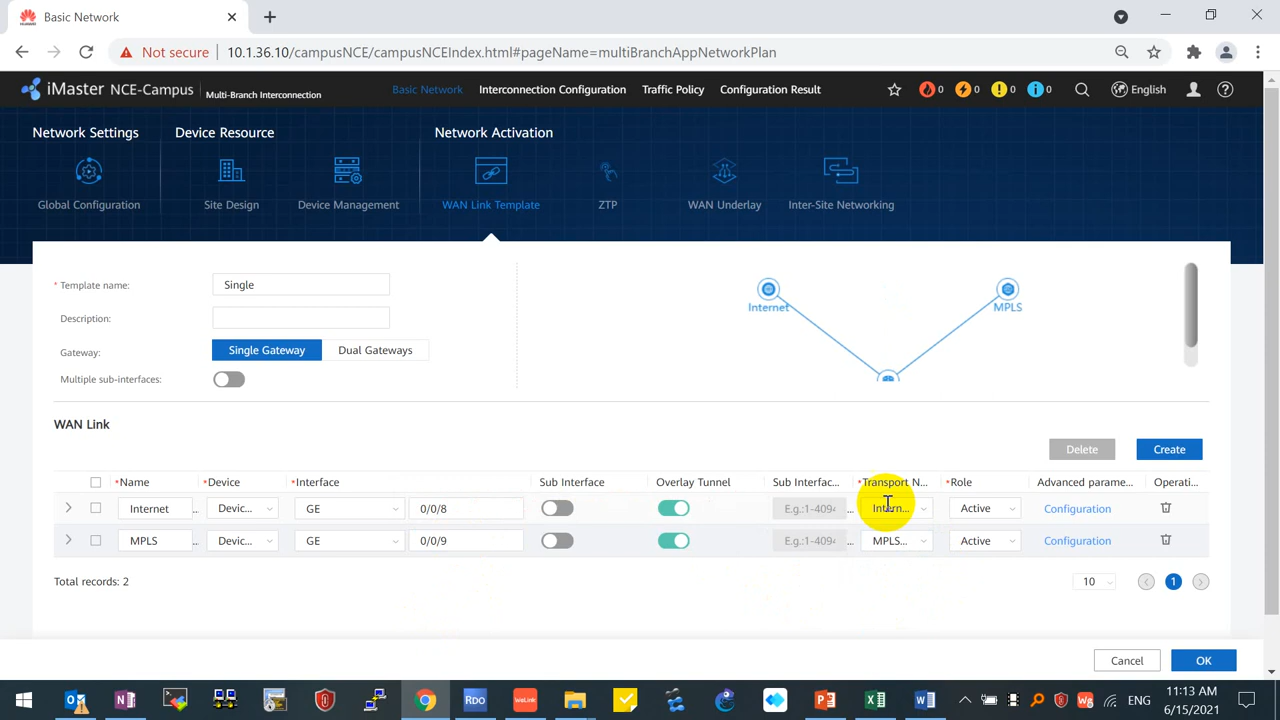 Basic Network
Not secure
10.1.36.10/campusNCE/campusNCEIndex.html#pageName=multiBranchAppNetworkPlan
iMaster NCE-Campus
Multi-Branch Interconnection
Basic Network
Interconnection Configuration
Traffic Policy
Configuration Result
0
0
0
0
English
Network Settings
Device Resource
Network Activation
Global Configuration
Site Design
Device Management
WAN Link Template
ZTP
WAN Underlay
Inter-Site Networking
* Template name:
Single
Description:
Gateway:
Single Gateway
Dual Gateways
Multiple sub-interfaces:
Internet
MPLS
WAN Link
Delete
Create
*Name
*Device
*Interface
Sub Interface
Overlay Tunnel
Sub Interfac...
*Transport N...
*Role
Advanced parame...
Operati...
Internet ... Devic... GE 0/0/8 E.g.:1-4094 ... Intern... Active Configuration
MPLS ... Devic... GE 0/0/9 E.g.:1-4094 ... MPLS... Active Configuration
Total records: 2
10
1
Cancel
OK
RDO
WeLink
ENG
11:13 AM
6/15/2021